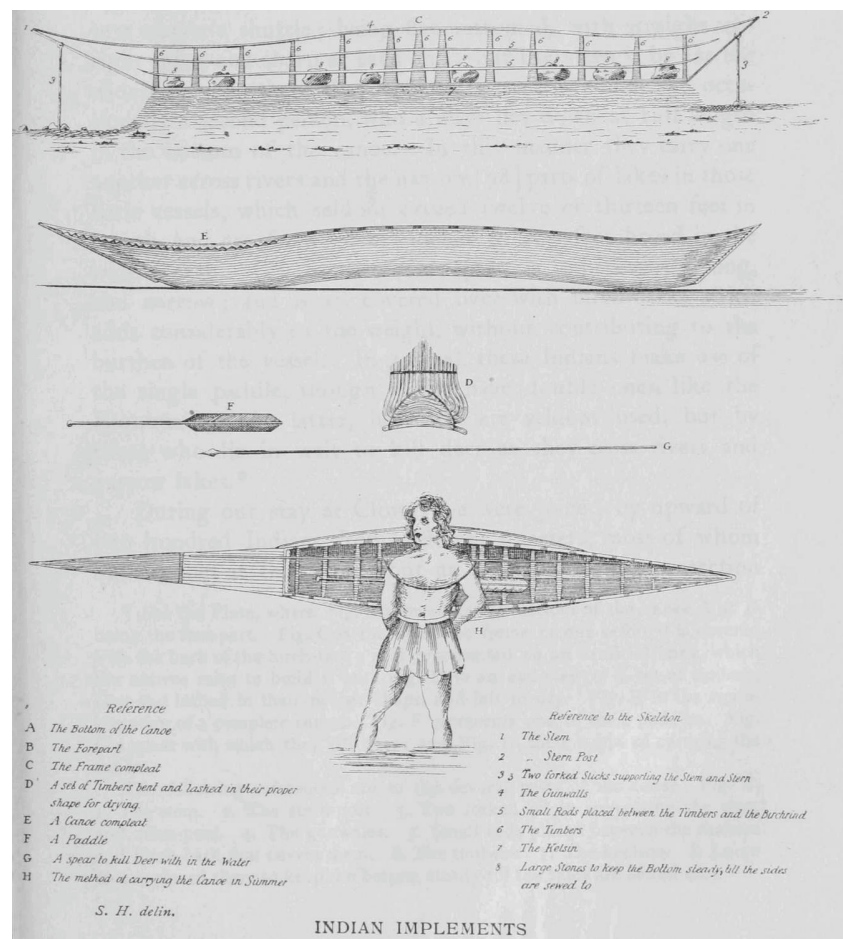 1
4
C
2
6 6 6 6 6 6 6 6 6 6 6
5
5
3
8 8 8 8 8 8 8
3
7
E
D
F
G
H
Reference
A The Bottom of the Canoe
B The Forepart
C The Frame compleat
D A set of Timbers bent and lashed in their proper
shape for drying
E A Canoe compleat
F A Paddle
G A spear to kill Deer with in the Water
H The method of carrying the Canoe in Summer
S. H. delin.
Reference to the Skeleton
1 The Stem
2 „ Stern Post
3 3 Two forked Sticks supporting the Stem and Stern
4 The Gunwalls
5 Small Rods placed between the Timbers and the Birchrind
6 The Timbers
7 The Kelsin
8 Large Stones to keep the Bottom steady, till the sides
are sewed to
INDIAN IMPLEMENTS